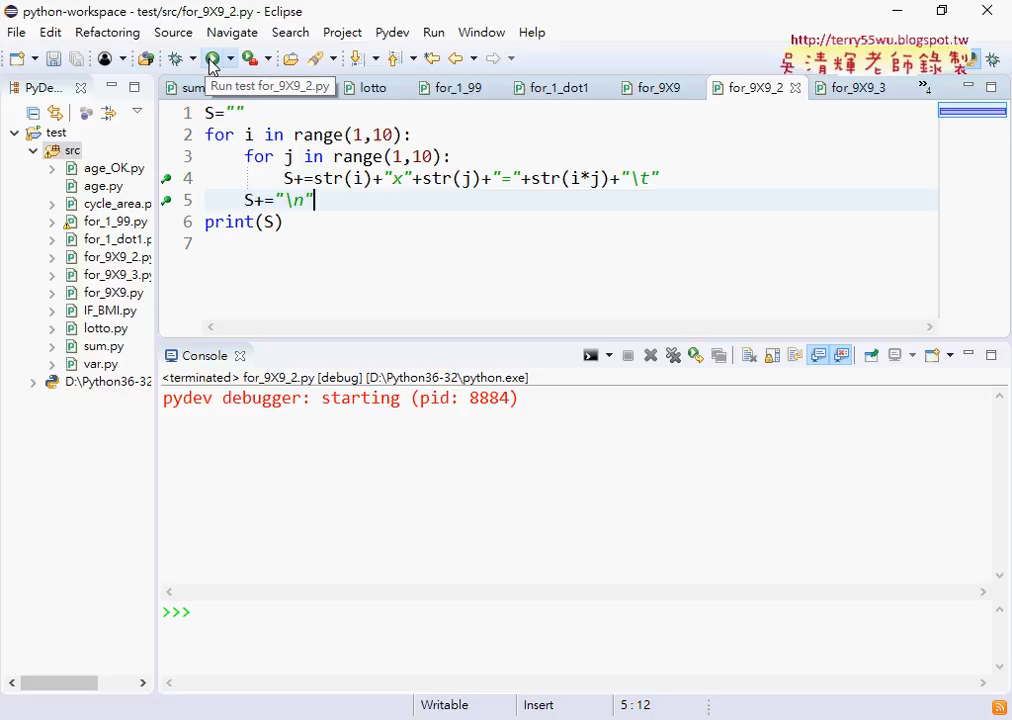 python-workspace - test/src/for_9X9_2.py - Eclipse
File Edit Refactoring Source Navigate Search Project Pydev Run Window Help
http://terry55wu.blogspot.tw
吳清輝老師錄製
Run test for_9X9_2.py
PyDe...
sum
lotto
for_1_99
for_1_dot1
for_9X9
for_9X9_2
for_9X9_3
»4
test
src
age_OK.py
age.py
cycle_area.p
for_1_99.py
for_1_dot1.p
for_9X9_2.py
for_9X9_3.py
for_9X9.py
IF_BMI.py
lotto.py
sum.py
var.py
D:\Python36-32
1 S=""
2 for i in range(1,10):
3 for j in range(1,10):
4 S+=str(i)+"x"+str(j)+"="+str(i*j)+"\t"
5 S+="\n"
6 print(S)
7
Console
<terminated> for_9X9_2.py [debug] [D:\Python36-32\python.exe]
pydev debugger: starting (pid: 8884)
>>>
Writable Insert 5 : 12